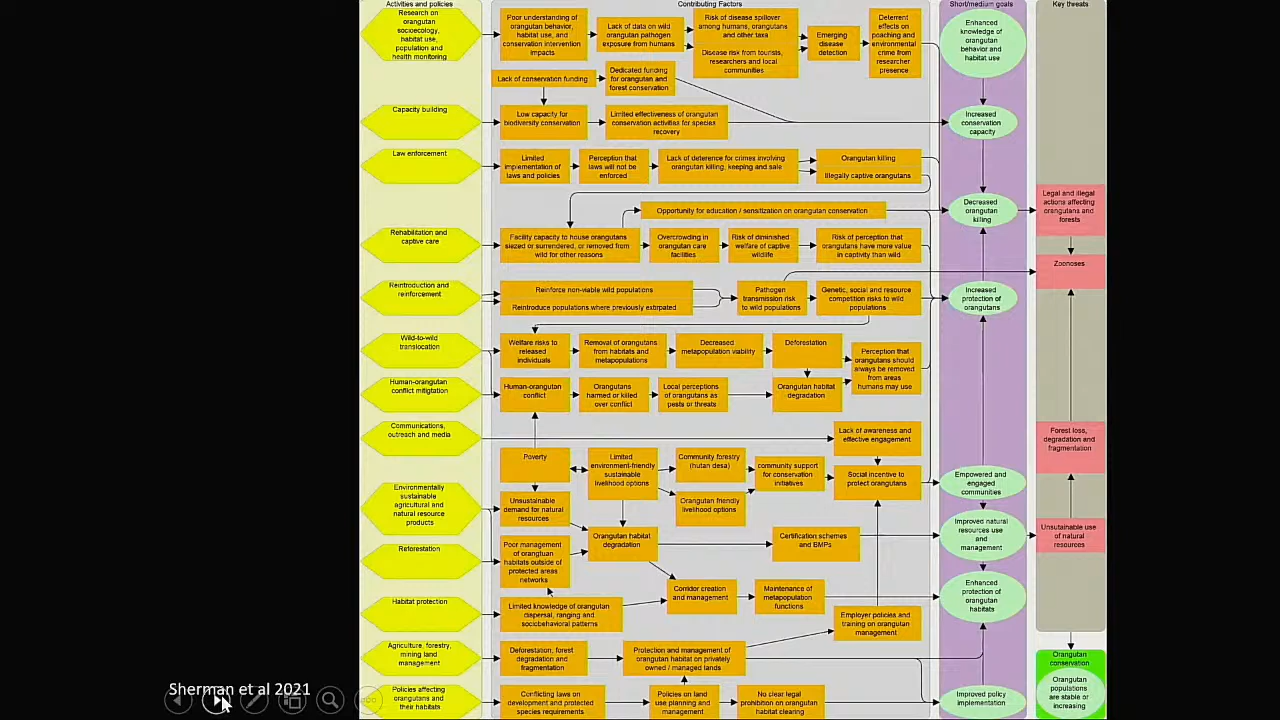 Activities and policies
Contributing Factors
Short/medium goals
Key threats
Research on
orangutan
socioecology,
habitat use,
population and
health monitoring
Poor understanding of
orangutan behavior,
habitat use, and
conservation intervention
impacts
Lack of data on wild
orangutan pathogen
exposure from humans
Risk of disease spillover
among humans, orangutans
and other taxa
Disease risk from tourists,
researchers and local
communities
Emerging
disease
detection
Deterrent
effects on
poaching and
environmental
crime from
researcher
presence
Enhanced
knowledge of
orangutan
behavior and
habitat use
Lack of conservation funding
Dedicated funding
for orangutan and
forest conservation
Capacity building
Low capacity for
biodiversity conservation
Limited effectiveness of orangutan
conservation activities for species
recovery
Increased
conservation
capacity
Law enforcement
Limited
implementation of
laws and policies
Perception that
laws will not be
enforced
Lack of deterence for crimes involving
orangutan killing, keeping and sale
Orangutan killing
Illegally captive orangutans
Opportunity for education / sensitization on orangutan conservation
Decreased
orangutan
killing
Legal and illegal
actions affecting
orangutans and
forests
Rehabilitation and
captive care
Facility capacity to house orangutans
siezed or surrendered, or removed from
wild for other reasons
Overcrowding in
orangutan care
facilities
Risk of diminished
welfare of captive
wildlife
Risk of perception that
orangutans have more value
in captivity than wild
Zoonoses
Reintroduction and
reinforcement
Reinforce non-viable wild populations
Reintroduce populations where previously extirpated
Pathogen
transmission risk
to wild populations
Genetic, social and resource
competition risks to wild
populations
Increased
protection of
orangutans
Wild-to-wild
translocation
Welfare risks to
released
individuals
Removal of orangutans
from habitats and
metapopulations
Decreased
metapopulation viability
Deforestation
Perception that
orangutans should
always be removed
from areas
humans may use
Human-orangutan
conflict mitigtation
Human-orangutan
conflict
Orangutans
harmed or killed
over conflict
Local perceptions
of orangutans as
pests or threats
Orangutan habitat
degradation
Communications,
outreach and media
Lack of awareness and
effective engagement
Forest loss,
degradation and
fragmentation
Poverty
Limited
environment-friendly
sustainable
livelihood options
Community forestry
(hutan desa)
community support
for conservation
initiatives
Social incentive to
protect orangutans
Empowered and
engaged
communities
Environmentally
sustainable
agricultural and
natural resource
products
Unsustainable
demand for natural
resources
Orangutan friendly
livelihood options
Reforestation
Poor management
of orangtuan
habitats outside of
protected areas
networks
Orangutan habitat
degradation
Certification schemes
and BMPs
Improved natural
resources use
and
management
Unsutainable use
of natural
resources
Corridor creation
and management
Maintenance of
metapopulation
functions
Enhanced
protection of
orangutan
habitats
Habitat protection
Limited knowledge of orangutan
dispersal, ranging and
sociobehavioral patterns
Employer policies and
training on orangutan
management
Agriculture, forestry,
mining land
management
Deforestation, forest
degradation and
fragmentation
Protection and management of
orangutan habitat on privately
owned / managed lands
Orangutan
conservation
Policies affecting
orangutans and
their habitats
Conflicting laws on
development and protected
species requirements
Policies on land
use planning and
management
No clear legal
prohibition on orangutan
habitat clearing
Improved policy
implementation
Orangutan
populations
are stable or
increasing
Sherman et al 2021